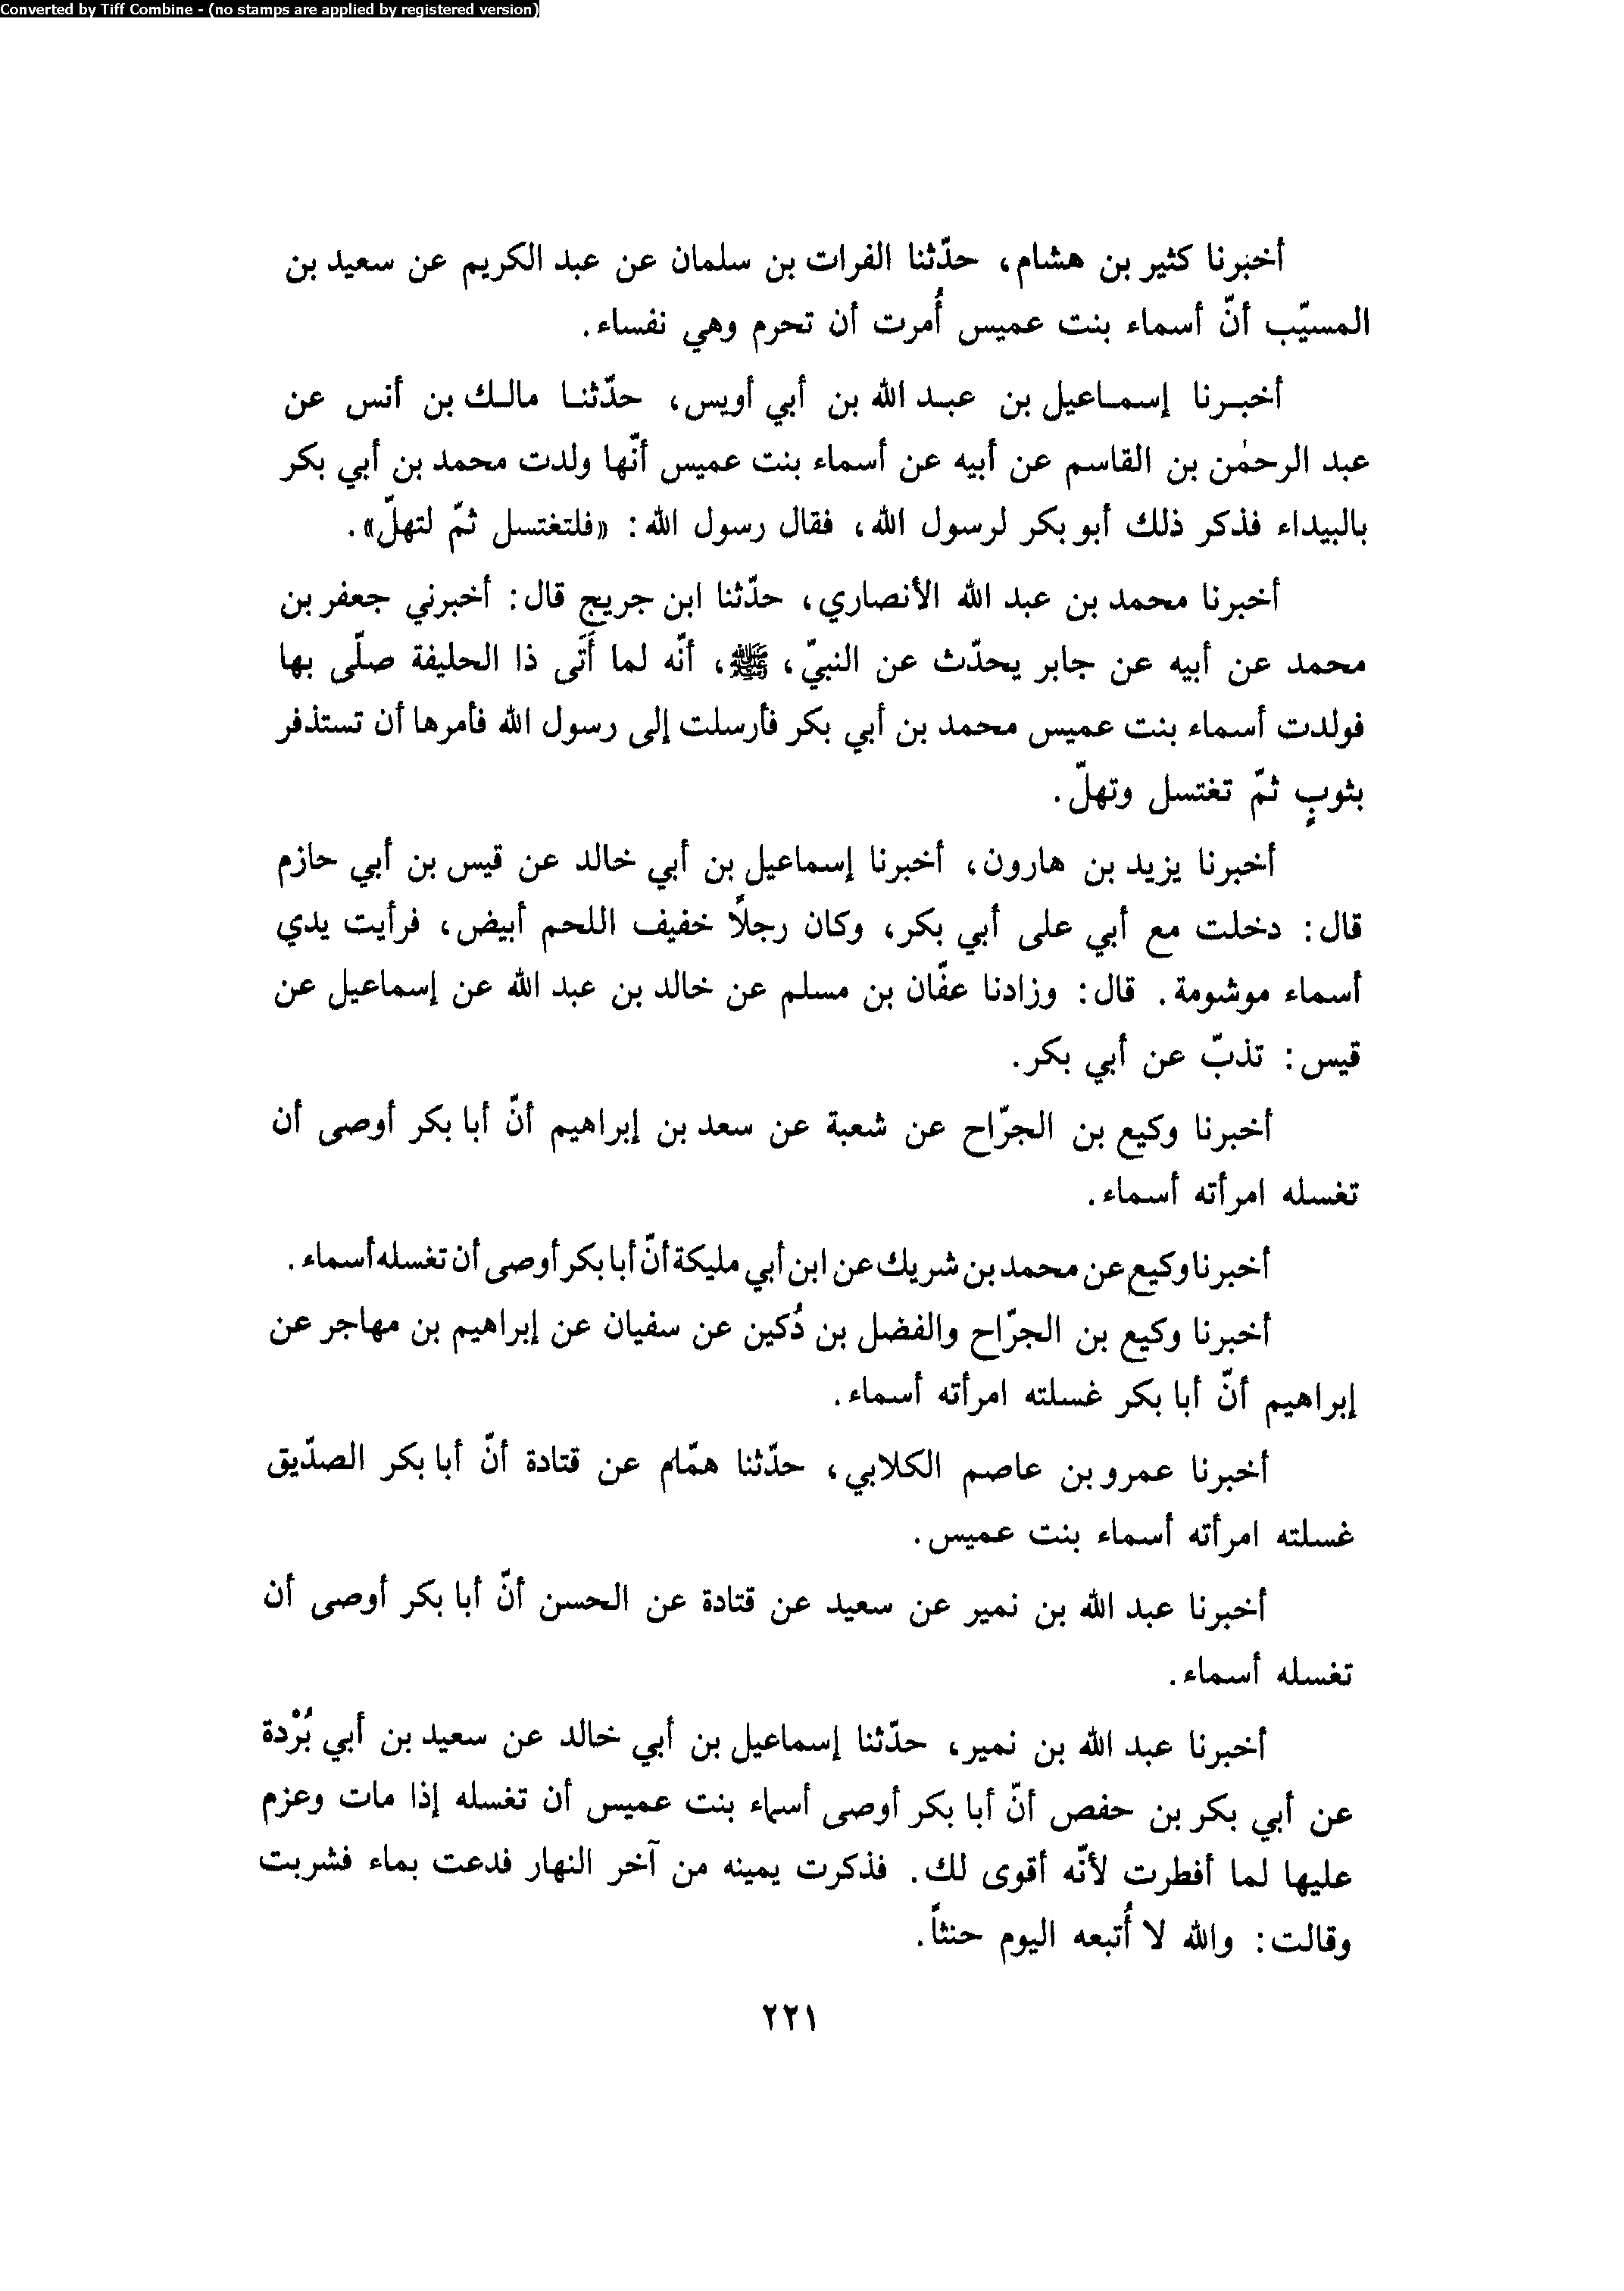 Converted by Tiff Combine - (no stamps are applied by registered version)
أخبرنا كثير بن هشام، حدّثنا الفرات بن سلمان عن عبد الكريم عن سعيد بن
المسيّب أنّ أسماء بنت عميس أُمرت أن تحرم وهي نفساء.
أخبـرنا إسمـاعيل بن عبـد الله بن أبي أويس، حدّثنـا مالـك بن أنس عن
عبد الرحمٰن بن القاسم عن أبيه عن أسماء بنت عميس أنّها ولدت محمد بن أبي بكر
بالبيداء فذكر ذلك أبو بكر لرسول الله، فقال رسول الله: «فلتغتسل ثمّ لتهلّ».
أخبرنا محمد بن عبد الله الأنصاري، حدّثنا ابن جريج قال: أخبرني جعفر بن
محمد عن أبيه عن جابر يحدّث عن النبيّ، ﷺ، أنّه لما أَتَى ذا الحليفة صلّى بها
فولدت أسماء بنت عميس محمد بن أبي بكر فأرسلت إلى رسول الله فأمرها أن تستذفر
بثوبٍ ثمّ تغتسل وتهلّ.
أخبرنا يزيد بن هارون، أخبرنا إسماعيل بن أبي خالد عن قيس بن أبي حازم
قال: دخلت مع أبي على أبي بكر، وكان رجلًا خفيف اللحم أبيض، فرأيت يدي
أسماء موشومة. قال: وزادنا عفّان بن مسلم عن خالد بن عبد الله عن إسماعيل عن
قيس: تذبّ عن أبي بكر.
أخبرنا وكيع بن الجرّاح عن شعبة عن سعد بن إبراهيم أنّ أبا بكر أوصى أن
تغسله امرأته أسماء.
أخبرنا وكيع عن محمد بن شريك عن ابن أبي مليكة أنّ أبا بكر أوصى أن تغسله أسماء.
أخبرنا وكيع بن الجرّاح والفضل بن دُكين عن سفيان عن إبراهيم بن مهاجر عن
إبراهيم أنّ أبا بكر غسلته امرأته أسماء.
أخبرنا عمرو بن عاصم الكلابي، حدّثنا همّام عن قتادة أنّ أبا بكر الصدّيق
غسلته امرأته أسماء بنت عميس.
أخبرنا عبد الله بن نمير عن سعيد عن قتادة عن الحسن أنّ أبا بكر أوصى أن
تغسله أسماء.
أخبرنا عبد الله بن نمير، حدّثنا إسماعيل بن أبي خالد عن سعيد بن أبي بُرْدة
عن أبي بكر بن حفص أنّ أبا بكر أوصى أسماء بنت عميس أن تغسله إذا مات وعزم
عليها لما أفطرت لأنّه أقوى لك. فذكرت يمينه من آخر النهار فدعت بماء فشربت
وقالت: والله لا أُتبعه اليوم حنثاً.
٢٢١